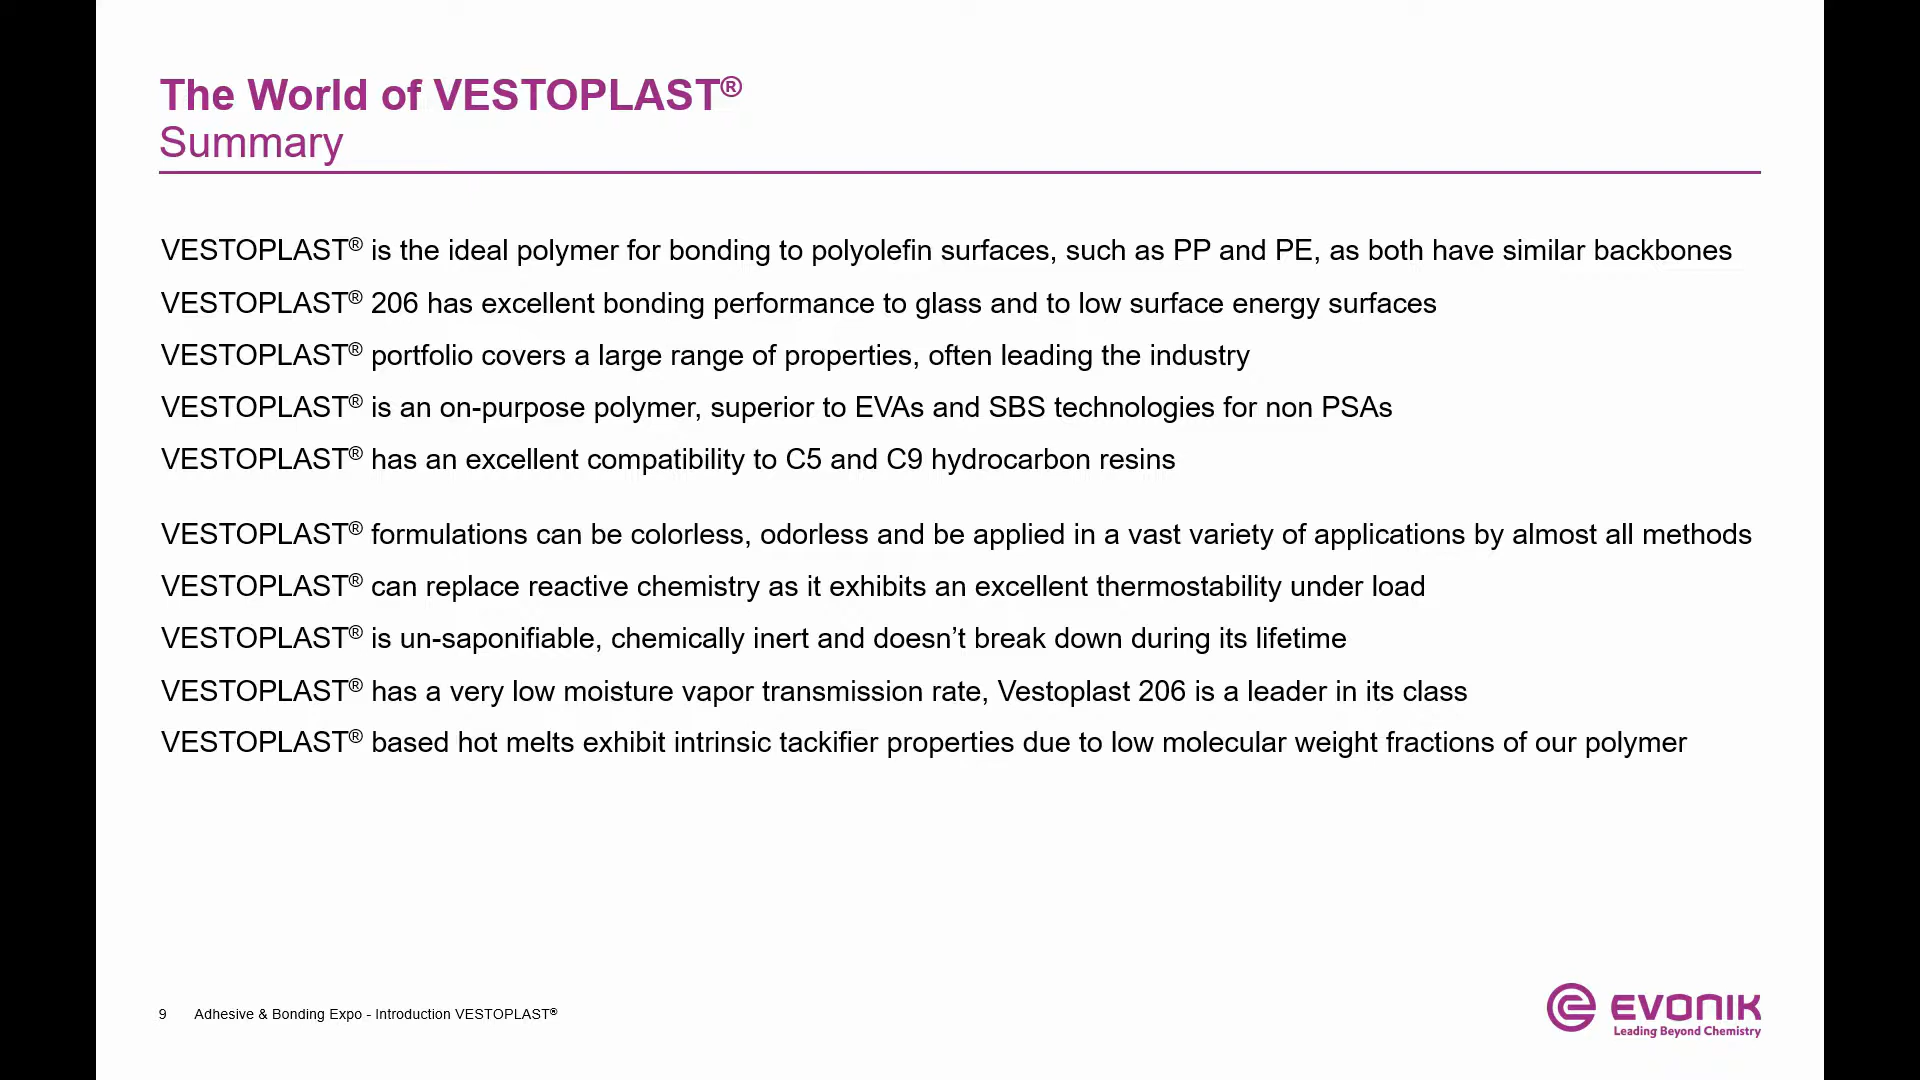 The World of VESTOPLAST®
Summary
VESTOPLAST® is the ideal polymer for bonding to polyolefin surfaces, such as PP and PE, as both have similar backbones
VESTOPLAST® 206 has excellent bonding performance to glass and to low surface energy surfaces
VESTOPLAST® portfolio covers a large range of properties, often leading the industry
VESTOPLAST® is an on-purpose polymer, superior to EVAs and SBS technologies for non PSAs
VESTOPLAST® has an excellent compatibility to C5 and C9 hydrocarbon resins
VESTOPLAST® formulations can be colorless, odorless and be applied in a vast variety of applications by almost all methods
VESTOPLAST® can replace reactive chemistry as it exhibits an excellent thermostability under load
VESTOPLAST® is un-saponifiable, chemically inert and doesn’t break down during its lifetime
VESTOPLAST® has a very low moisture vapor transmission rate, Vestoplast 206 is a leader in its class
VESTOPLAST® based hot melts exhibit intrinsic tackifier properties due to low molecular weight fractions of our polymer
9 Adhesive & Bonding Expo - Introduction VESTOPLAST®
EVONIK
Leading Beyond Chemistry